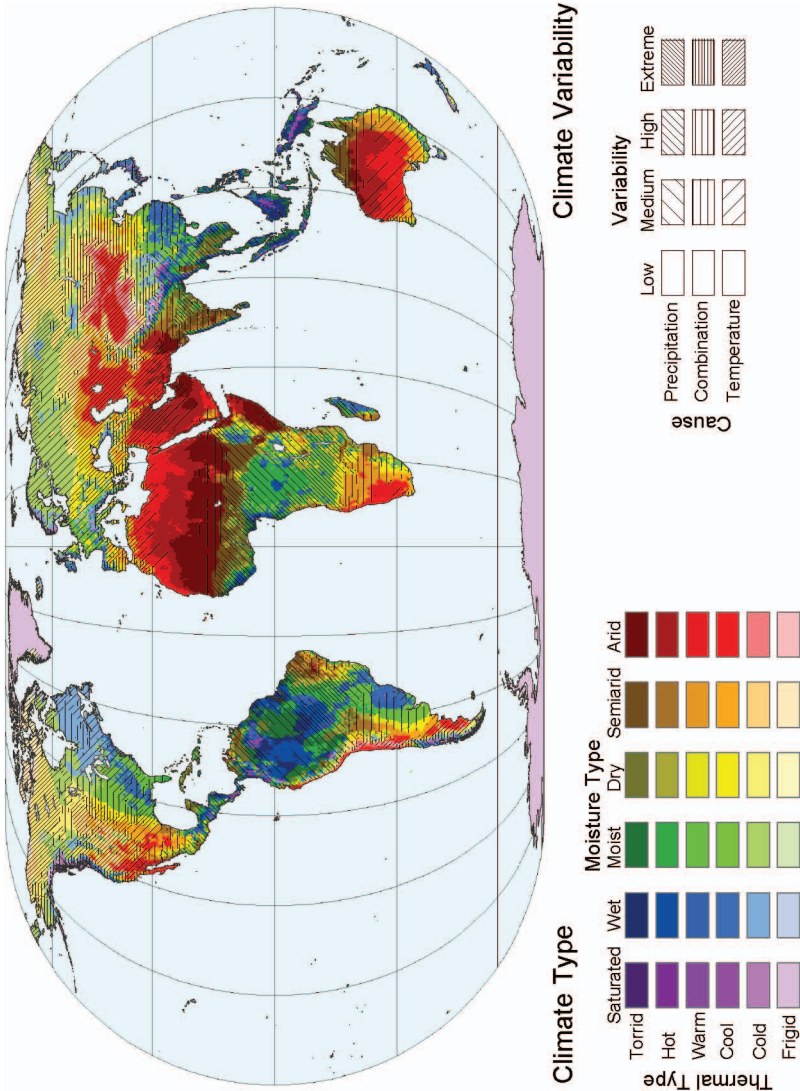 Climate Type
Moisture Type
Saturated Wet Moist Dry Semiarid Arid
Thermal Type
Torrid
Hot
Warm
Cool
Cold
Frigid
Climate Variability
Variability
Low Medium High Extreme
Cause
Precipitation
Combination
Temperature